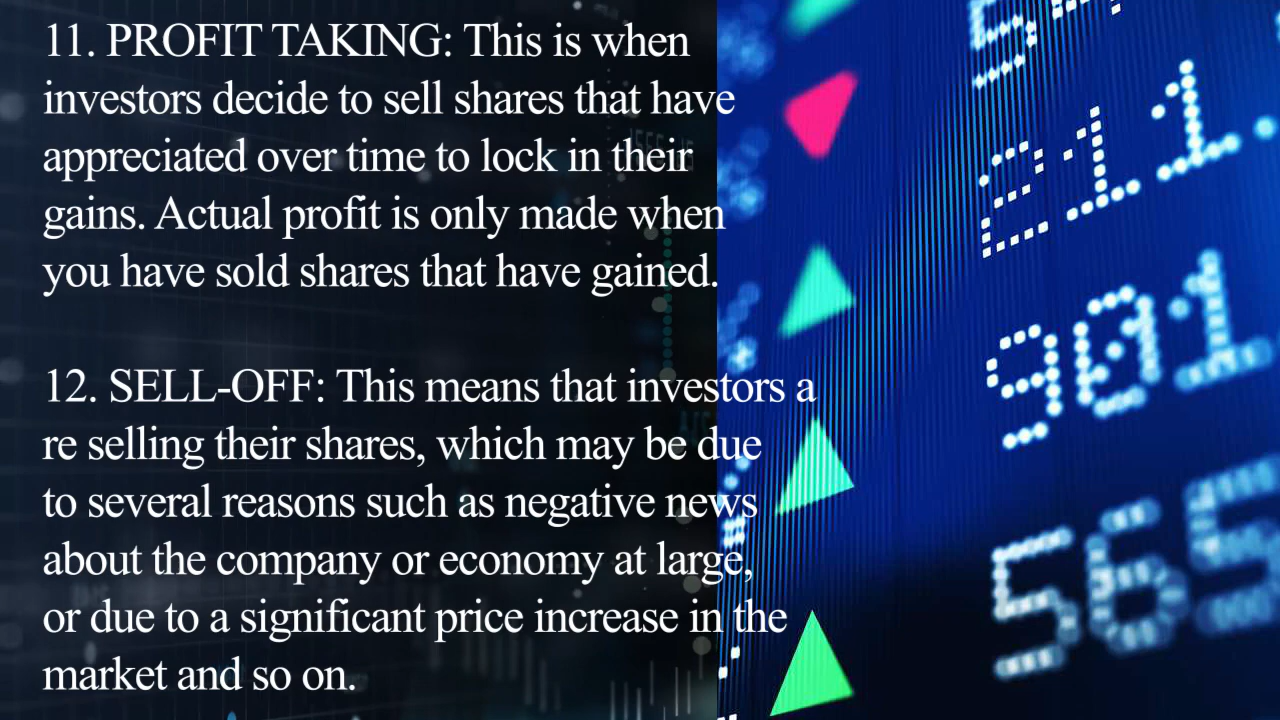 11. PROFIT TAKING: This is when
investors decide to sell shares that have
appreciated over time to lock in their
gains. Actual profit is only made when
you have sold shares that have gained.
12. SELL-OFF: This means that investors a
re selling their shares, which may be due
to several reasons such as negative news
about the company or economy at large,
or due to a significant price increase in the
market and so on.
211.
901
565